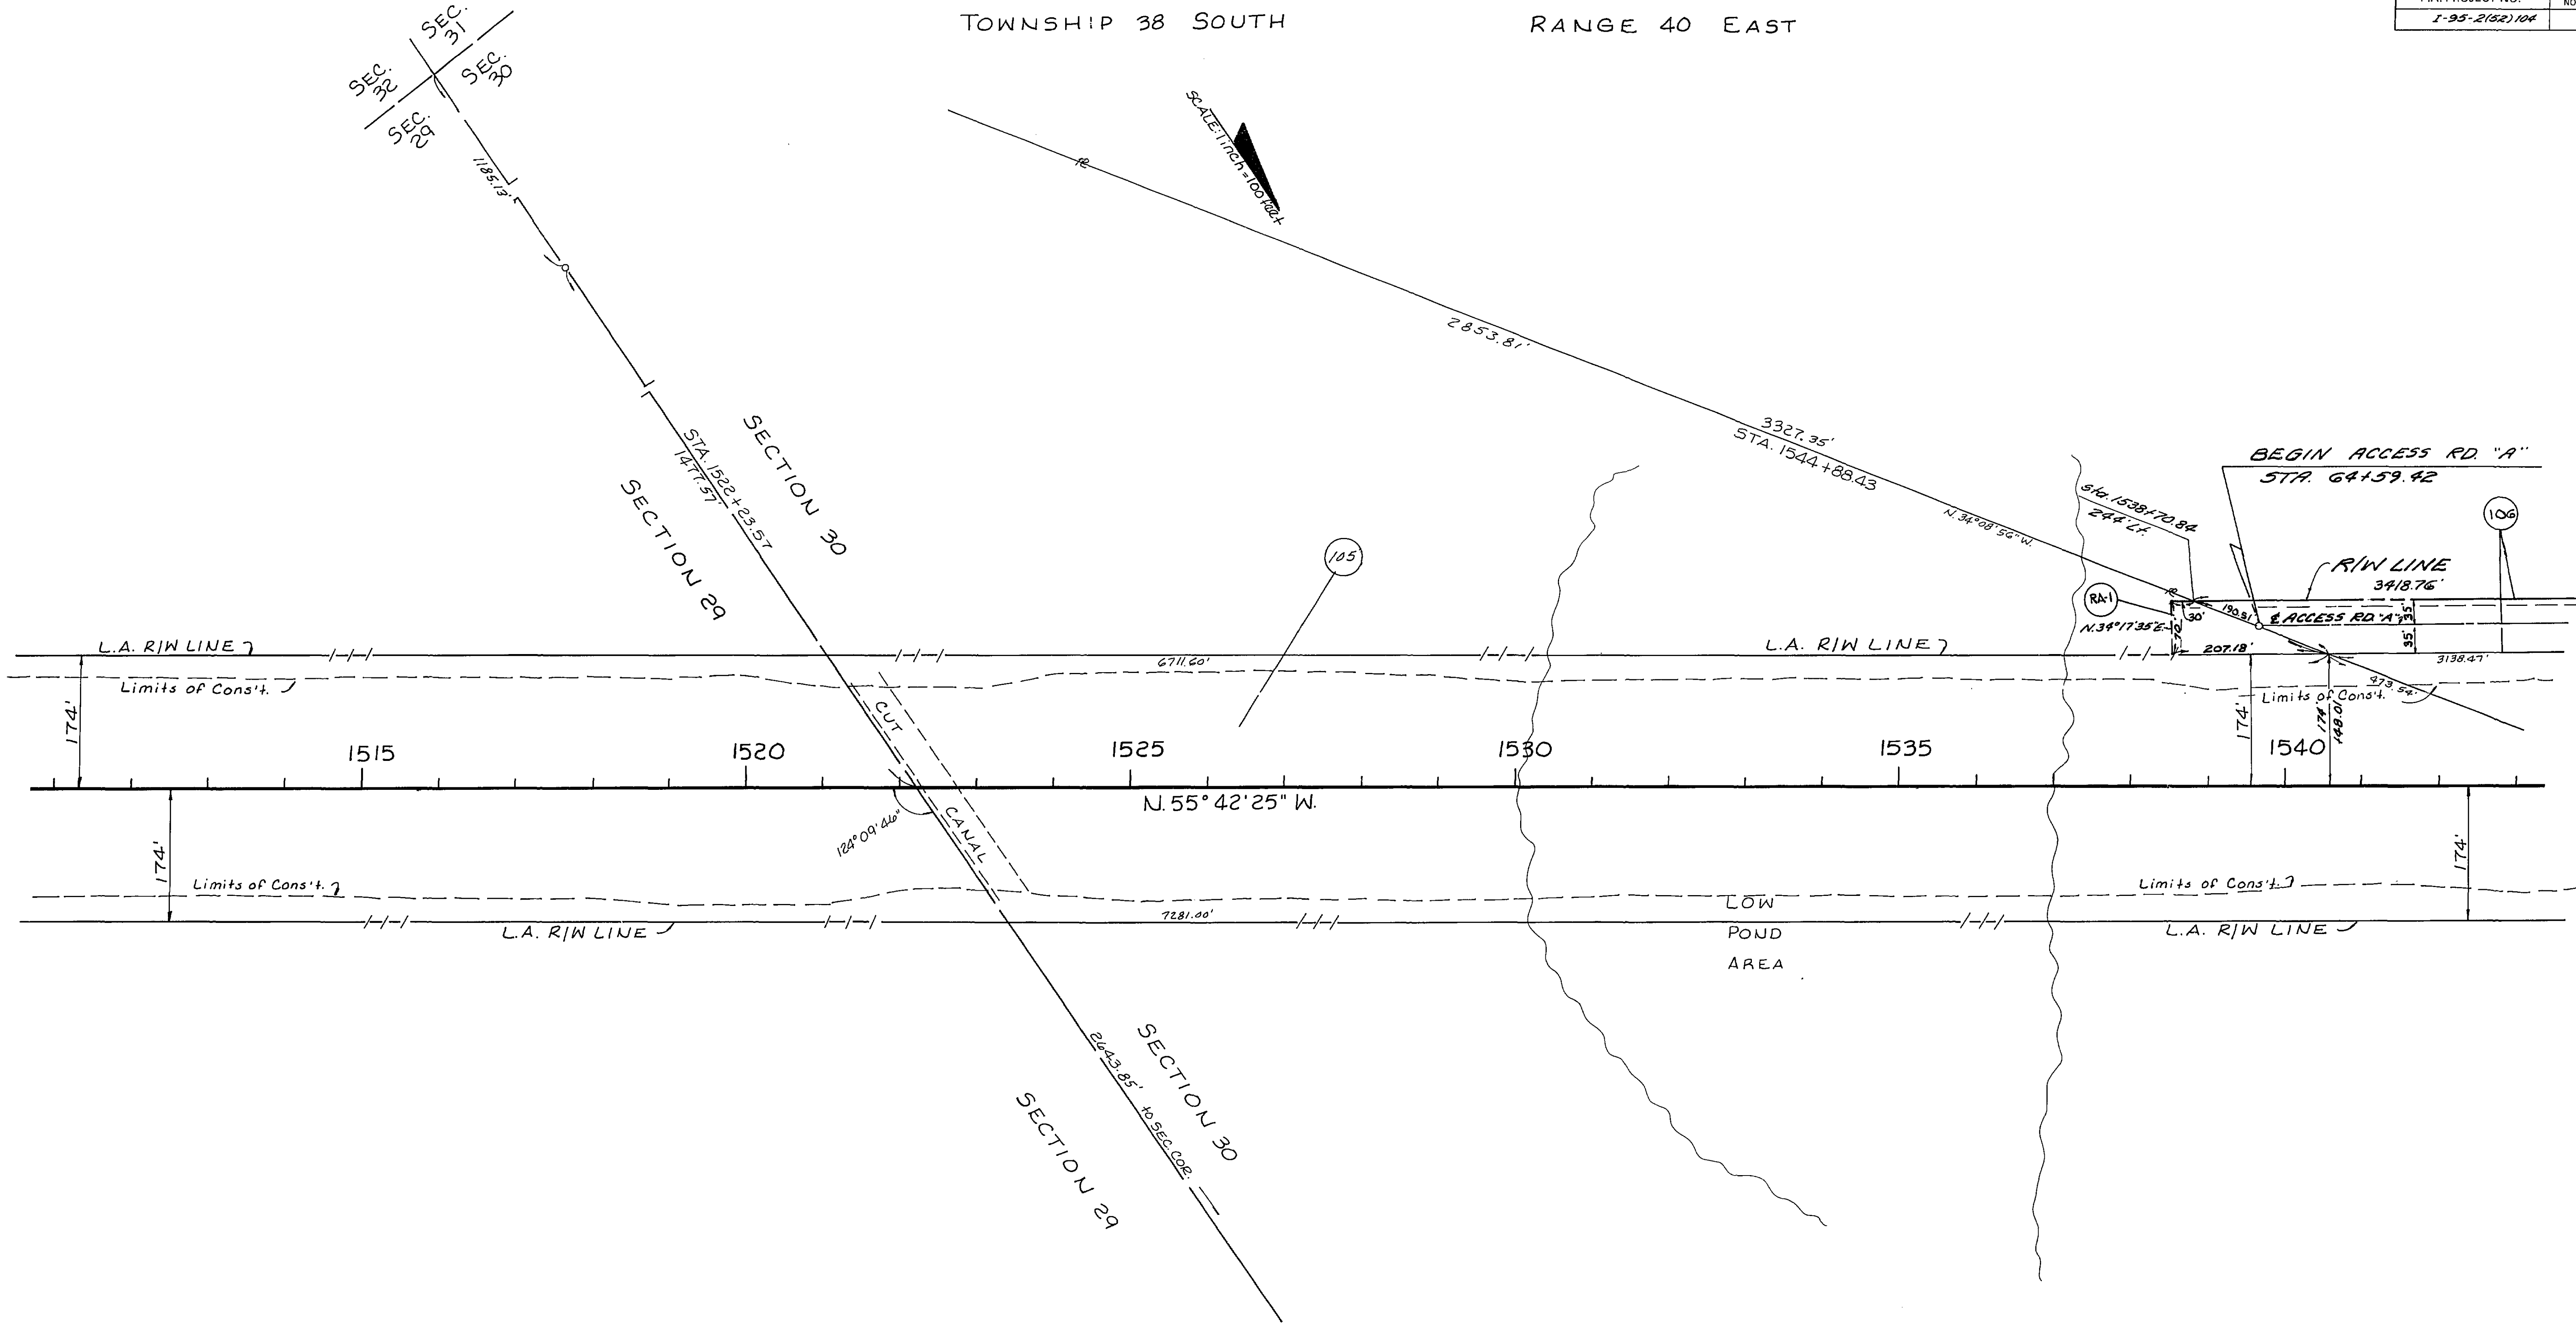 TOWNSHIP 38 SOUTH
RANGE 40 EAST
I-95-2(52)104
SEC. 31
SEC. 32
SEC. 30
SEC. 29
1185.13'
SCALE: 1 inch = 100 feet
2853.81'
3327.35'
STA. 1544+88.43
N.34°08'56"W.
STA. 1522+23.57
1477.57'
SECTION 30
SECTION 29
105
BEGIN ACCESS RD. "A"
STA. 64+59.42
Sta. 1538+70.84
244' Lt.
106
R/W LINE
3418.76'
RA-1
30'
190.51'
℄ ACCESS RD. "A"
35'
35'
N.34°17'35"E.
70'
207.18'
3138.47'
L.A. R/W LINE
6711.60'
L.A. R/W LINE
Limits of Cons't.
473.54'
Limits of Cons't.
CUT
CANAL
174'
174'
174'
+48.01
1515
1520
1525
1530
1535
1540
N. 55° 42' 25" W.
124°09'46"
174'
174'
Limits of Cons't.
Limits of Cons't.
LOW
POND
AREA
7281.00'
L.A. R/W LINE
L.A. R/W LINE
2643.85' to SEC. COR.
SECTION 30
SECTION 29